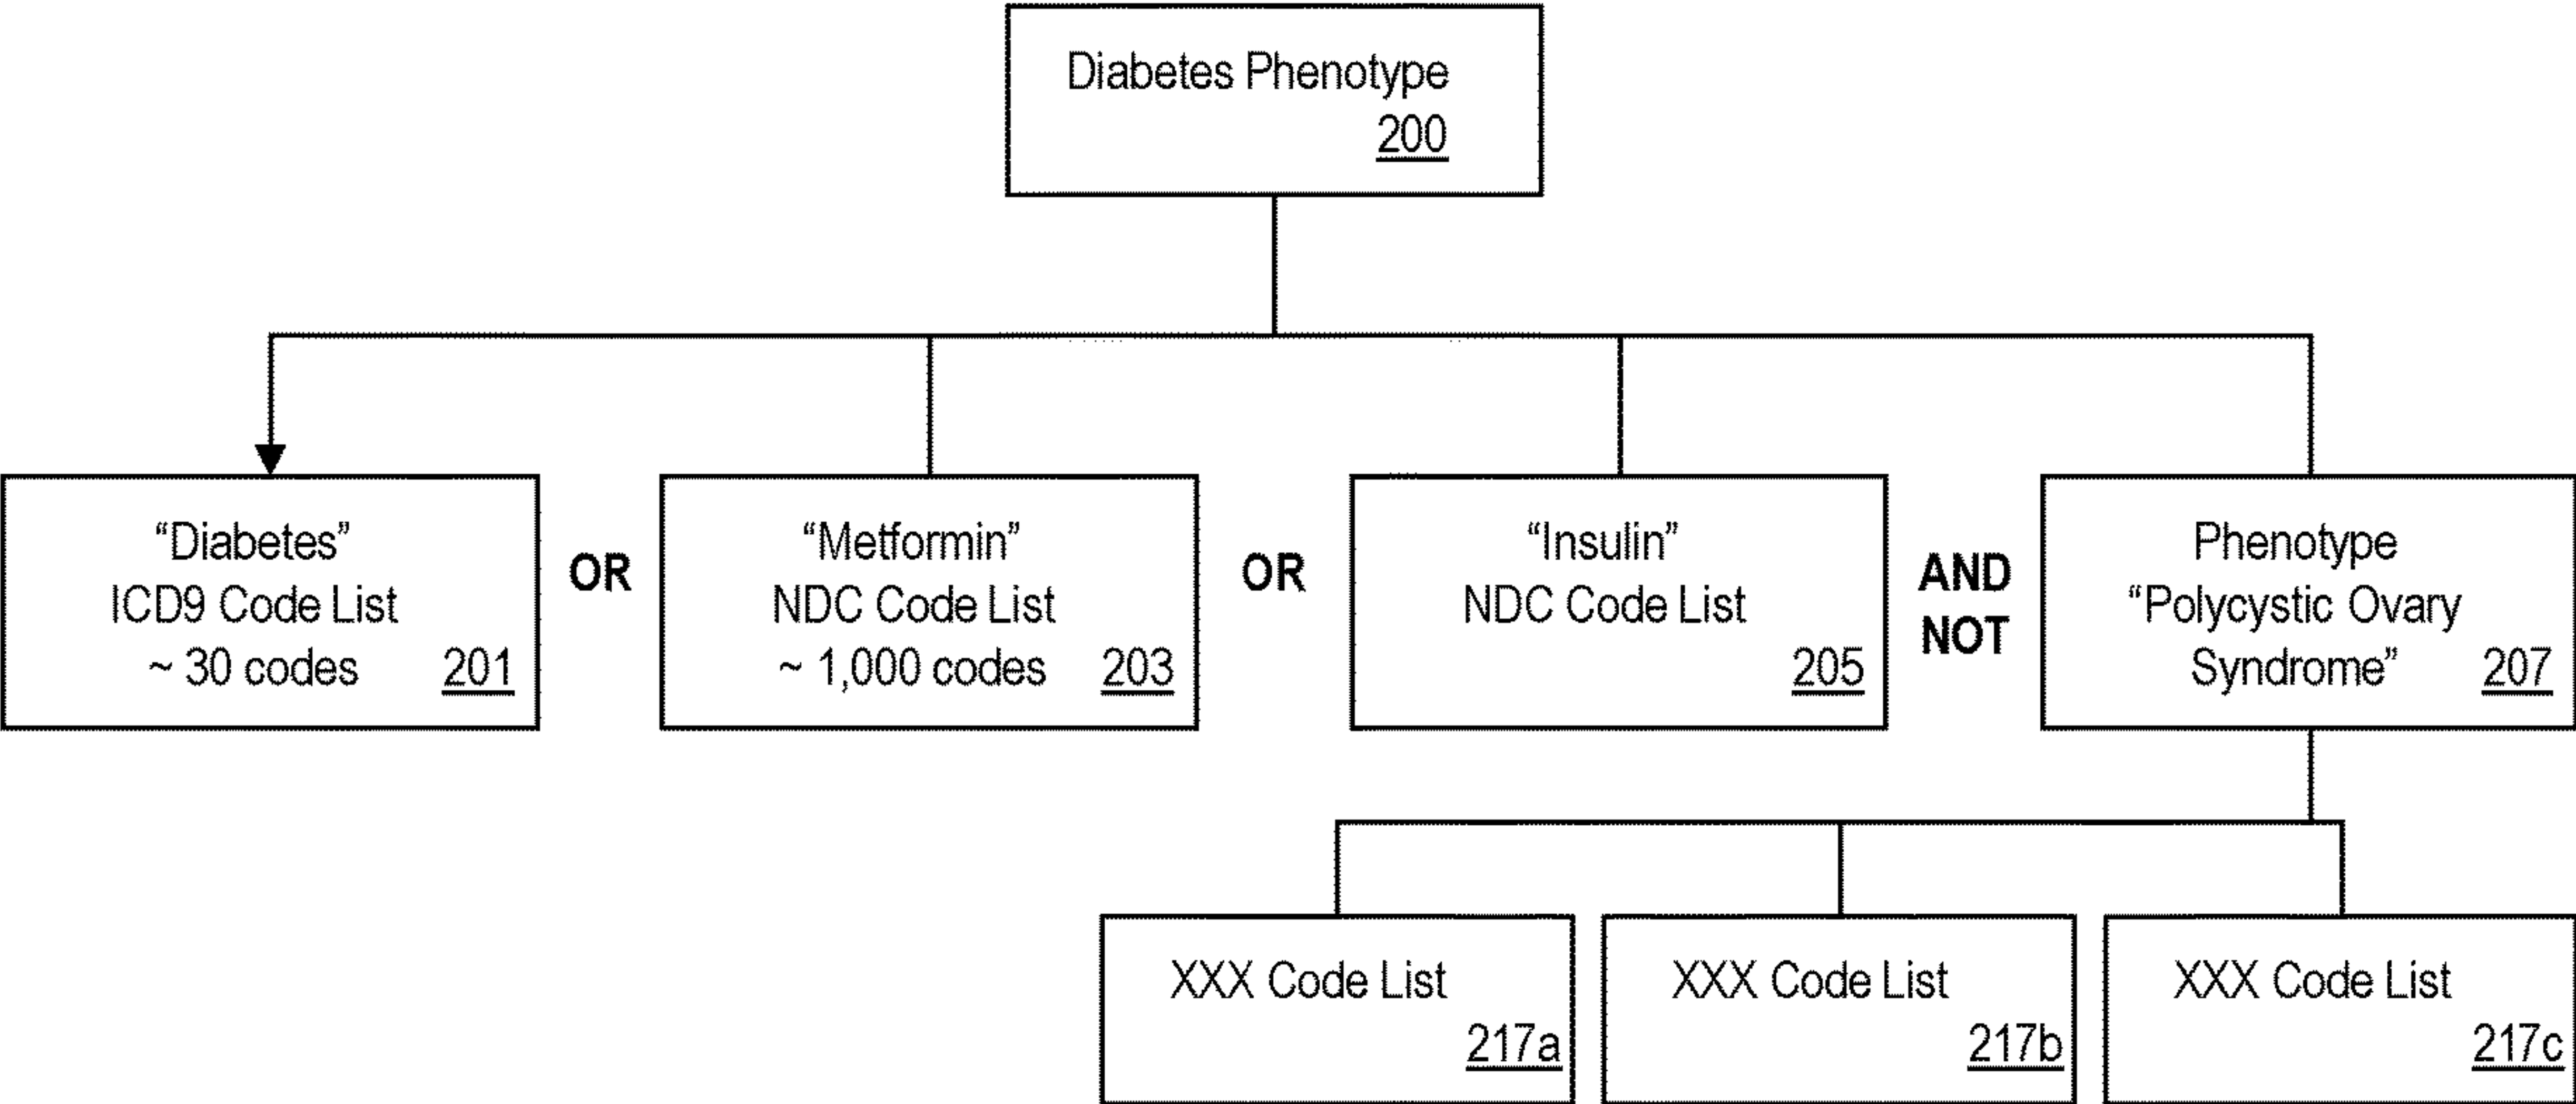 Diabetes Phenotype
200
“Diabetes”
ICD9 Code List
~ 30 codes
201
OR
“Metformin”
NDC Code List
~ 1,000 codes
203
OR
“Insulin”
NDC Code List
205
AND
NOT
Phenotype
“Polycystic Ovary
Syndrome”
207
XXX Code List
217a
XXX Code List
217b
XXX Code List
217c